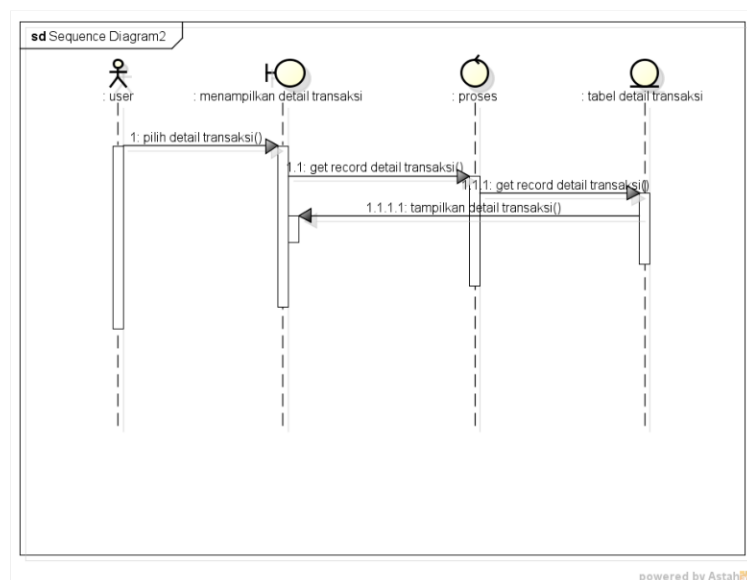 sd Sequence Diagram2
: user
: menampilkan detail transaksi
: proses
: tabel detail transaksi
1: pilih detail transaksi()
1.1: get record detail transaksi()
1.1.1: get record detail transaksi()
1.1.1.1: tampilkan detail transaksi()
powered by Astah